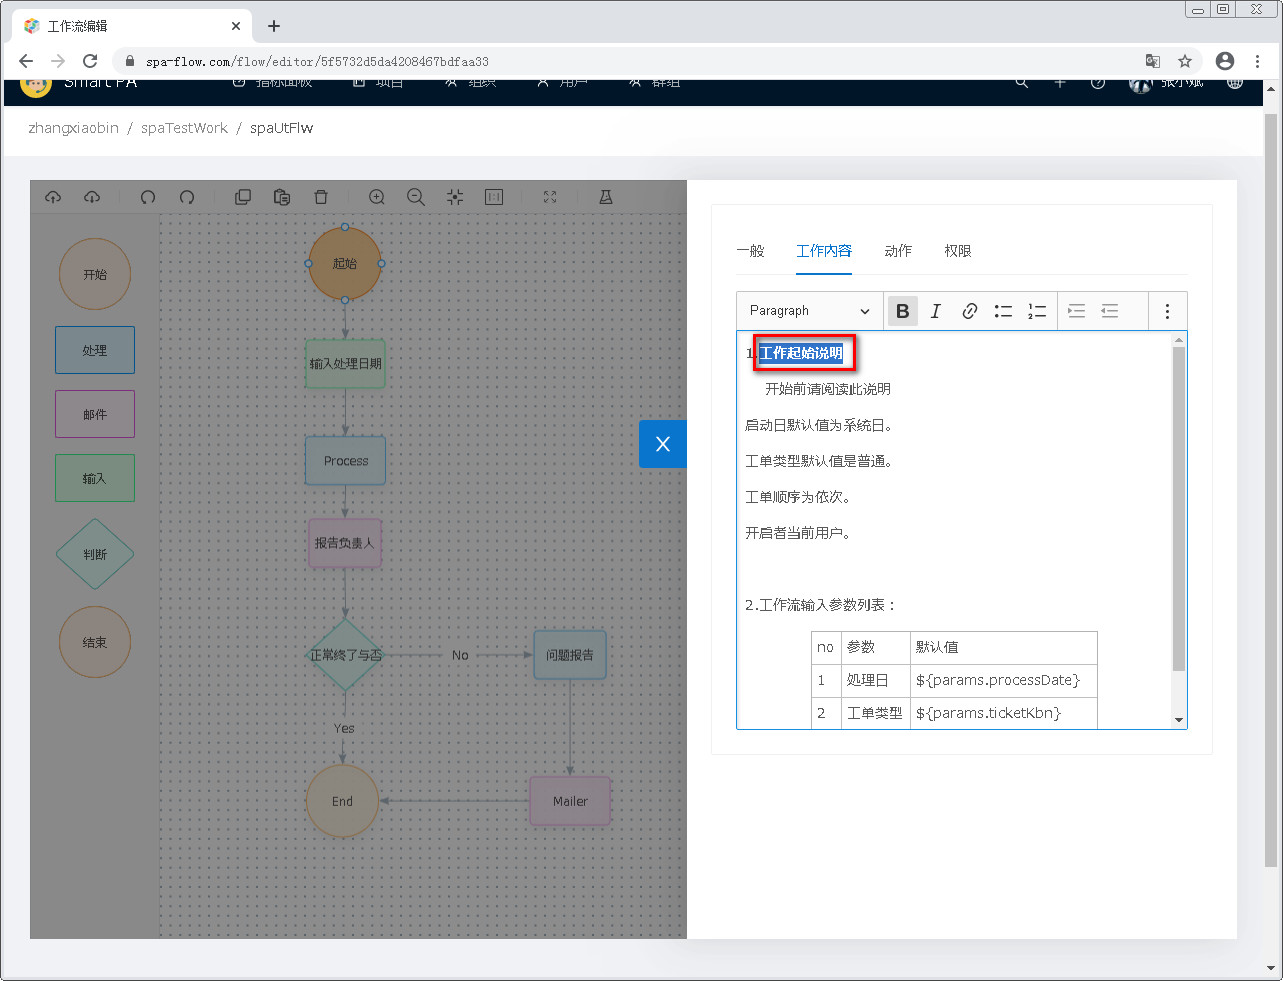 工作流编辑
spa-flow.com/flow/editor/5f5732d5da4208467bdfaa33
Smart PA 指标面板 项目 组织 用户 群组 张小斌
zhangxiaobin / spaTestWork / spaUtFlw
1:1
开始
处理
邮件
输入
判断
结束
起始
输入处理日期
Process
报告负责人
正常终了与否
No
问题报告
Yes
End
Mailer
一般 工作内容 动作 权限
Paragraph
1.工作起始说明
开始前请阅读此说明
启动日默认值为系统日。
工单类型默认值是普通。
工单顺序为依次。
开启者当前用户。
2.工作流输入参数列表：
no 参数 默认值
1 处理日 ${params.processDate}
2 工单类型 ${params.ticketKbn}